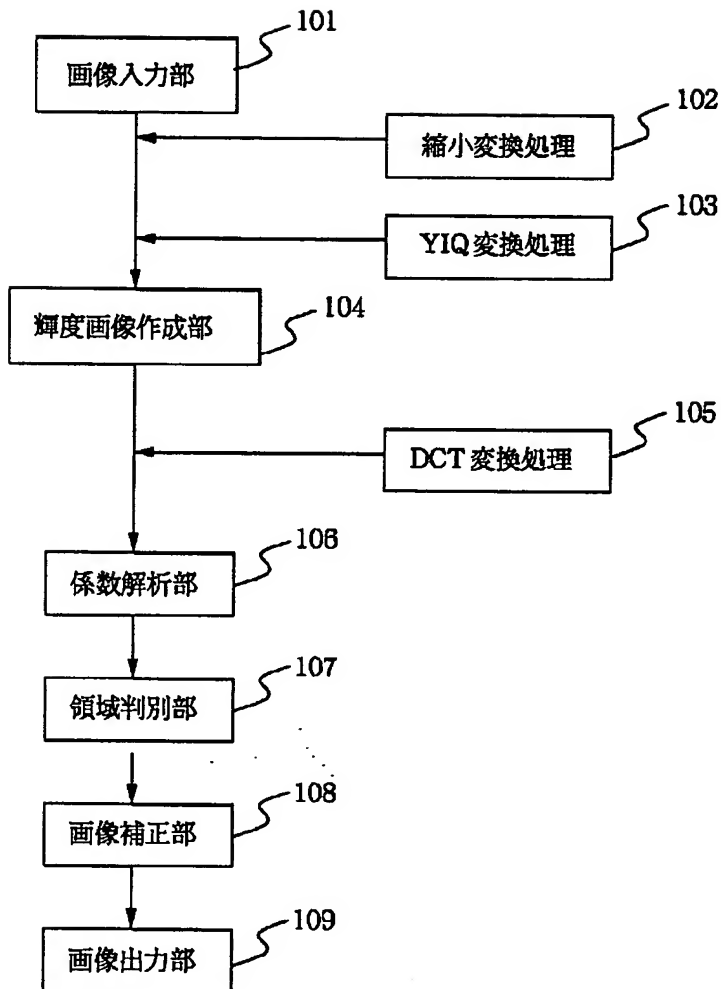 101
画像入力部
102
縮小変換処理
103
YIQ変換処理
104
輝度画像作成部
105
DCT変換処理
106
係数解析部
107
領域判別部
108
画像補正部
109
画像出力部